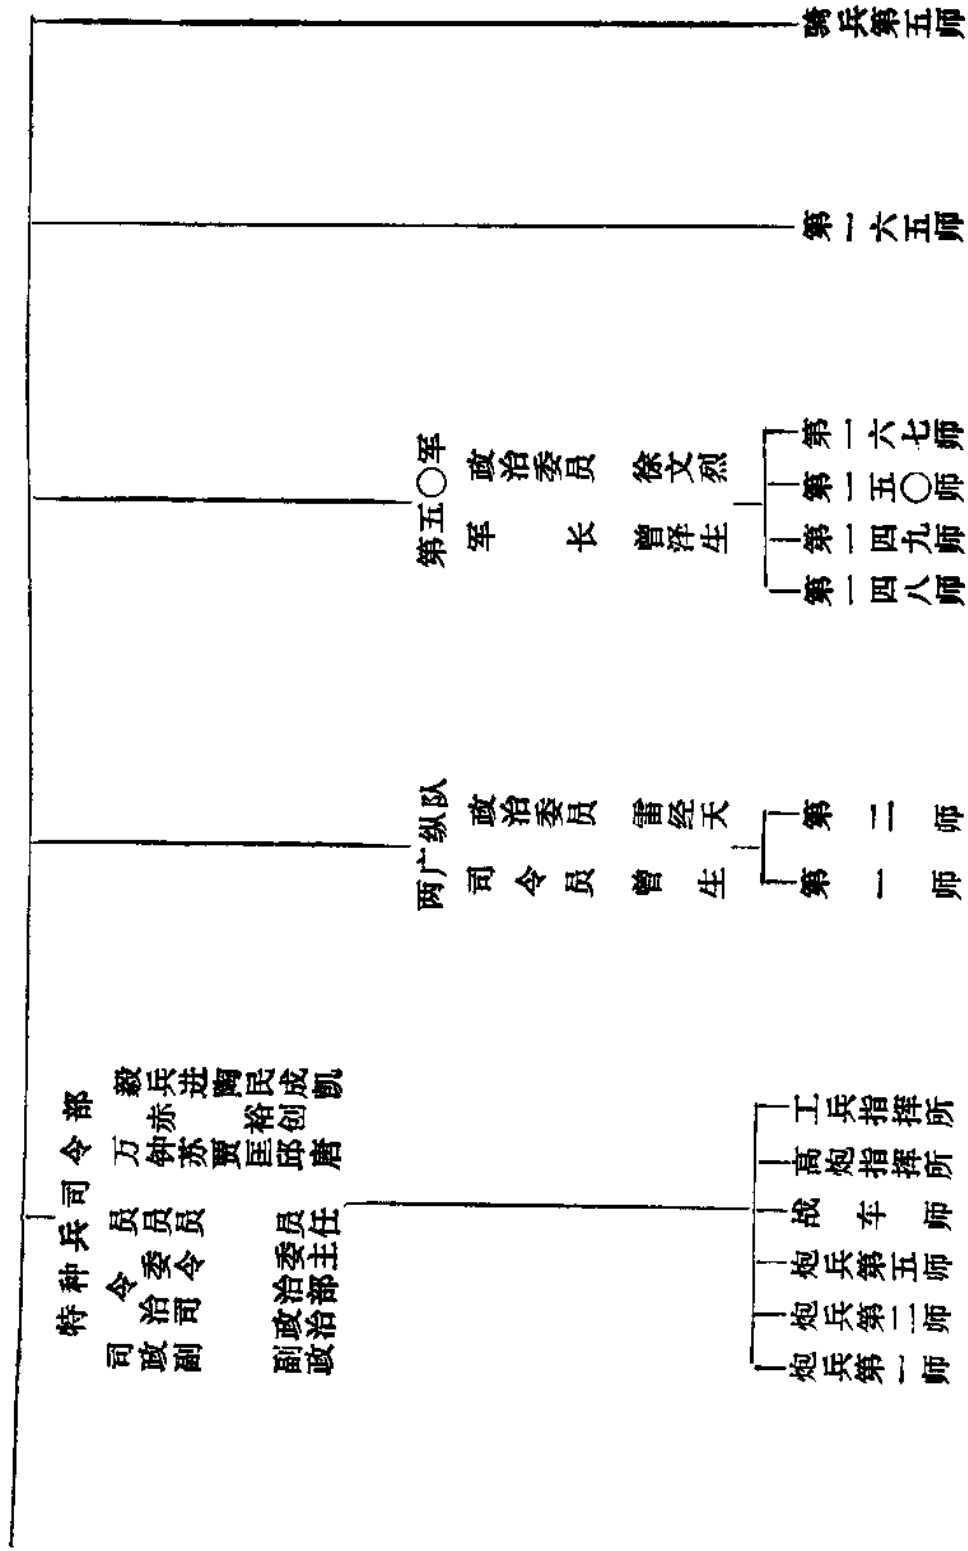 特种兵司令部
司令员 万毅
政治委员 钟赤兵
副司令员 苏进
贾陶
匡裕民
副政治委员 邱创成
政治部主任 唐凯
炮兵第一师
炮兵第二师
炮兵第五师
战车师
高炮指挥所
工兵指挥所
两广纵队
司令员 曾生
政治委员 雷经天
第一师
第二师
第五〇军
军长 曾泽生
政治委员 徐文烈
第一四八师
第一四九师
第一五〇师
第一六七师
第一六五师
骑兵第五师